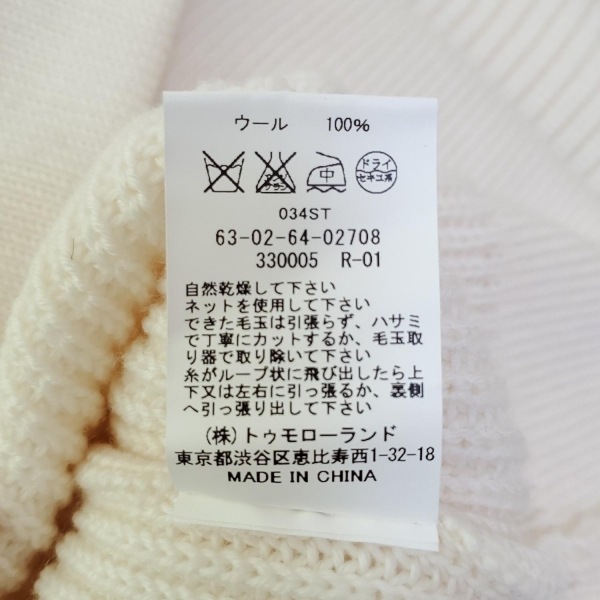 ウール 100%
エンソ
サラシ
中
ドライ
セキユ系
034ST
63-02-64-02708
330005 R-01
自然乾燥して下さい
ネットを使用して下さい
できた毛玉は引張らず、ハサミ
で丁寧にカットするか、毛玉取
り器で取り除いて下さい
糸がループ状に飛び出したら上
下又は左右に引っ張るか、裏側
へ引っ張り出して下さい
(株)トゥモローランド
東京都渋谷区恵比寿西1-32-18
MADE IN CHINA